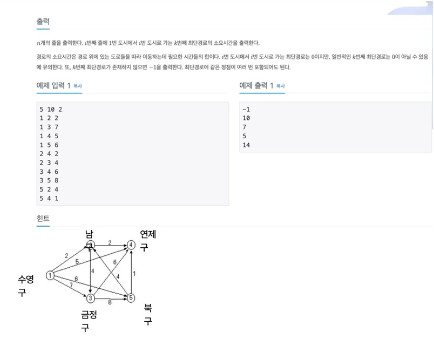 출력
n개의 줄을 출력한다. i번째 줄에 1번 도시에서 i번 도시로 가는 k번째 최단경로의 소요시간을 출력한다.
경로의 소요시간은 경로 위에 있는 도로들을 따라 이동하는데 필요한 시간들의 합이다. i번 도시에서 i번 도시로 가는 최단경로는 0이지만, 일반적인 k번째 최단경로는 0이 아닐 수 있음
에 유의한다. 또, k번째 최단경로가 존재하지 않으면 -1을 출력한다. 최단경로에 같은 정점이 여러 번 포함되어도 된다.
예제 입력 1 복사
5 10 2
1 2 2
1 3 7
1 4 5
1 5 6
2 4 2
2 3 4
3 4 6
3 5 8
5 2 4
5 4 1
예제 출력 1 복사
-1
10
7
5
14
힌트
남
구
연제
구
수영
구
금정
구
북
구
1
3
4
5
2
5
6
7
2
4
6
4
1
6